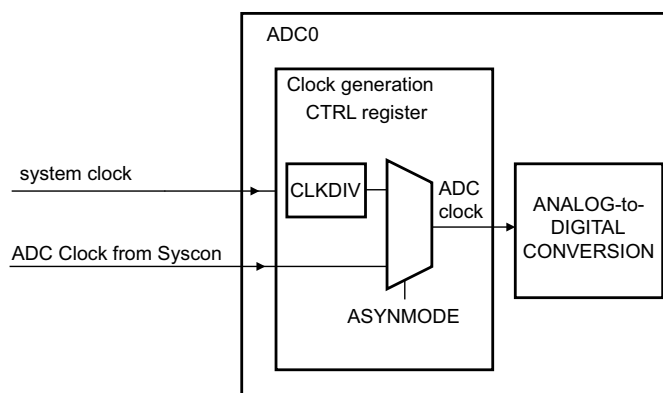 ADC0
Clock generation
CTRL register
system clock
CLKDIV
ADC
clock
ANALOG-to-
DIGITAL
CONVERSION
ADC Clock from Syscon
ASYNMODE